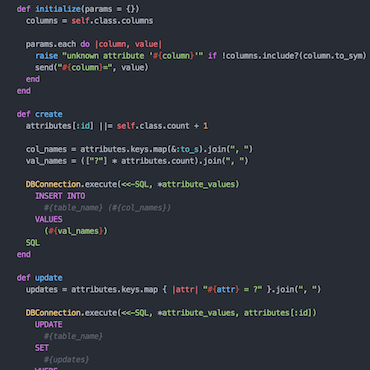 def initialize(params = {})
columns = self.class.columns
params.each do |column, value|
raise "unknown attribute '#{column}'" if !columns.include?(column.to_sym)
send("#{column}=", value)
end
end
def create
attributes[:id] ||= self.class.count + 1
col_names = attributes.keys.map(&:to_s).join(", ")
val_names = (["?"] * attributes.count).join(", ")
DBConnection.execute(<<-SQL, *attribute_values)
INSERT INTO
#{table_name} (#{col_names})
VALUES
(#{val_names})
SQL
end
def update
updates = attributes.keys.map { |attr| "#{attr} = ?" }.join(", ")
DBConnection.execute(<<-SQL, *attribute_values, attributes[:id])
UPDATE
#{table_name}
SET
#{updates}
WHERE